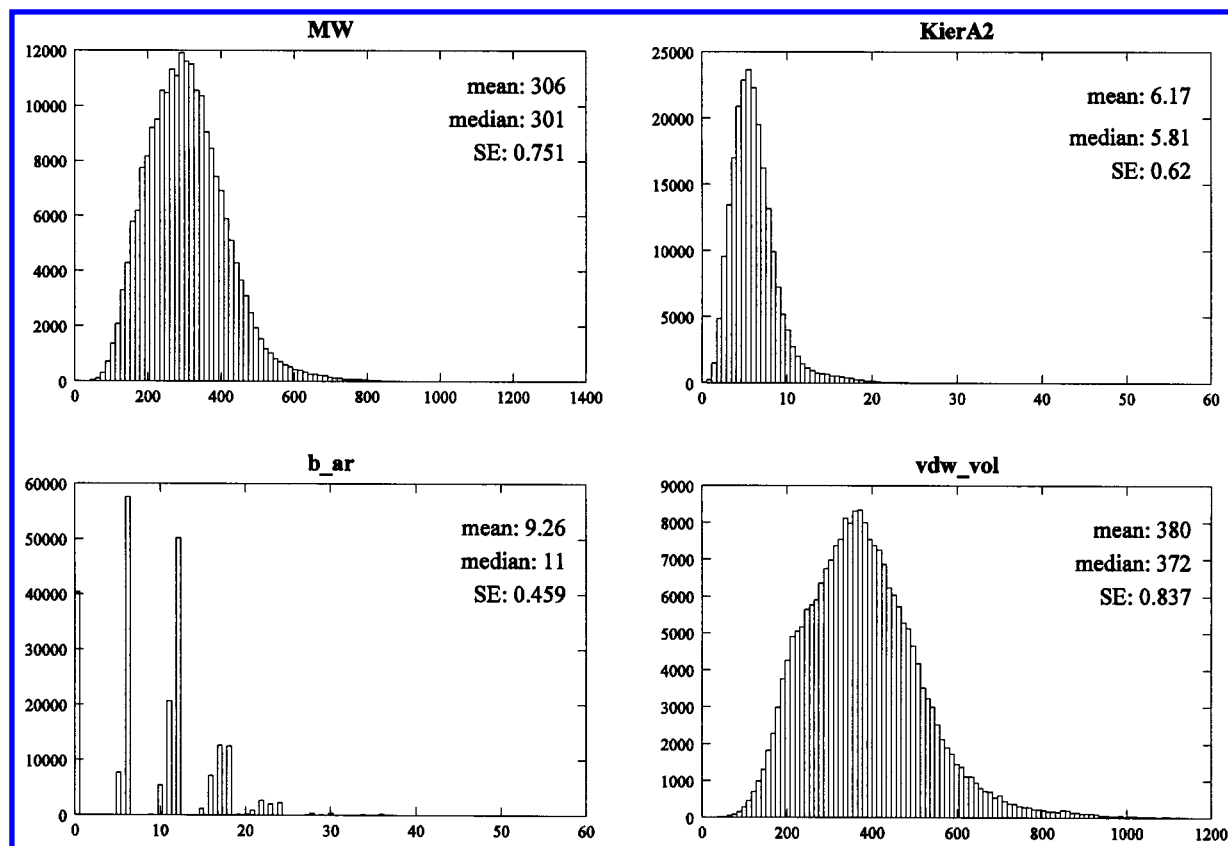 MW
12000
10000
8000
6000
4000
2000
0
0 200 400 600 800 1000 1200 1400
mean: 306
median: 301
SE: 0.751
KierA2
25000
20000
15000
10000
5000
0
0 10 20 30 40 50 60
mean: 6.17
median: 5.81
SE: 0.62
b_ar
60000
50000
40000
30000
20000
10000
0
0 10 20 30 40 50 60
mean: 9.26
median: 11
SE: 0.459
vdw_vol
9000
8000
7000
6000
5000
4000
3000
2000
1000
0
0 200 400 600 800 1000 1200
mean: 380
median: 372
SE: 0.837